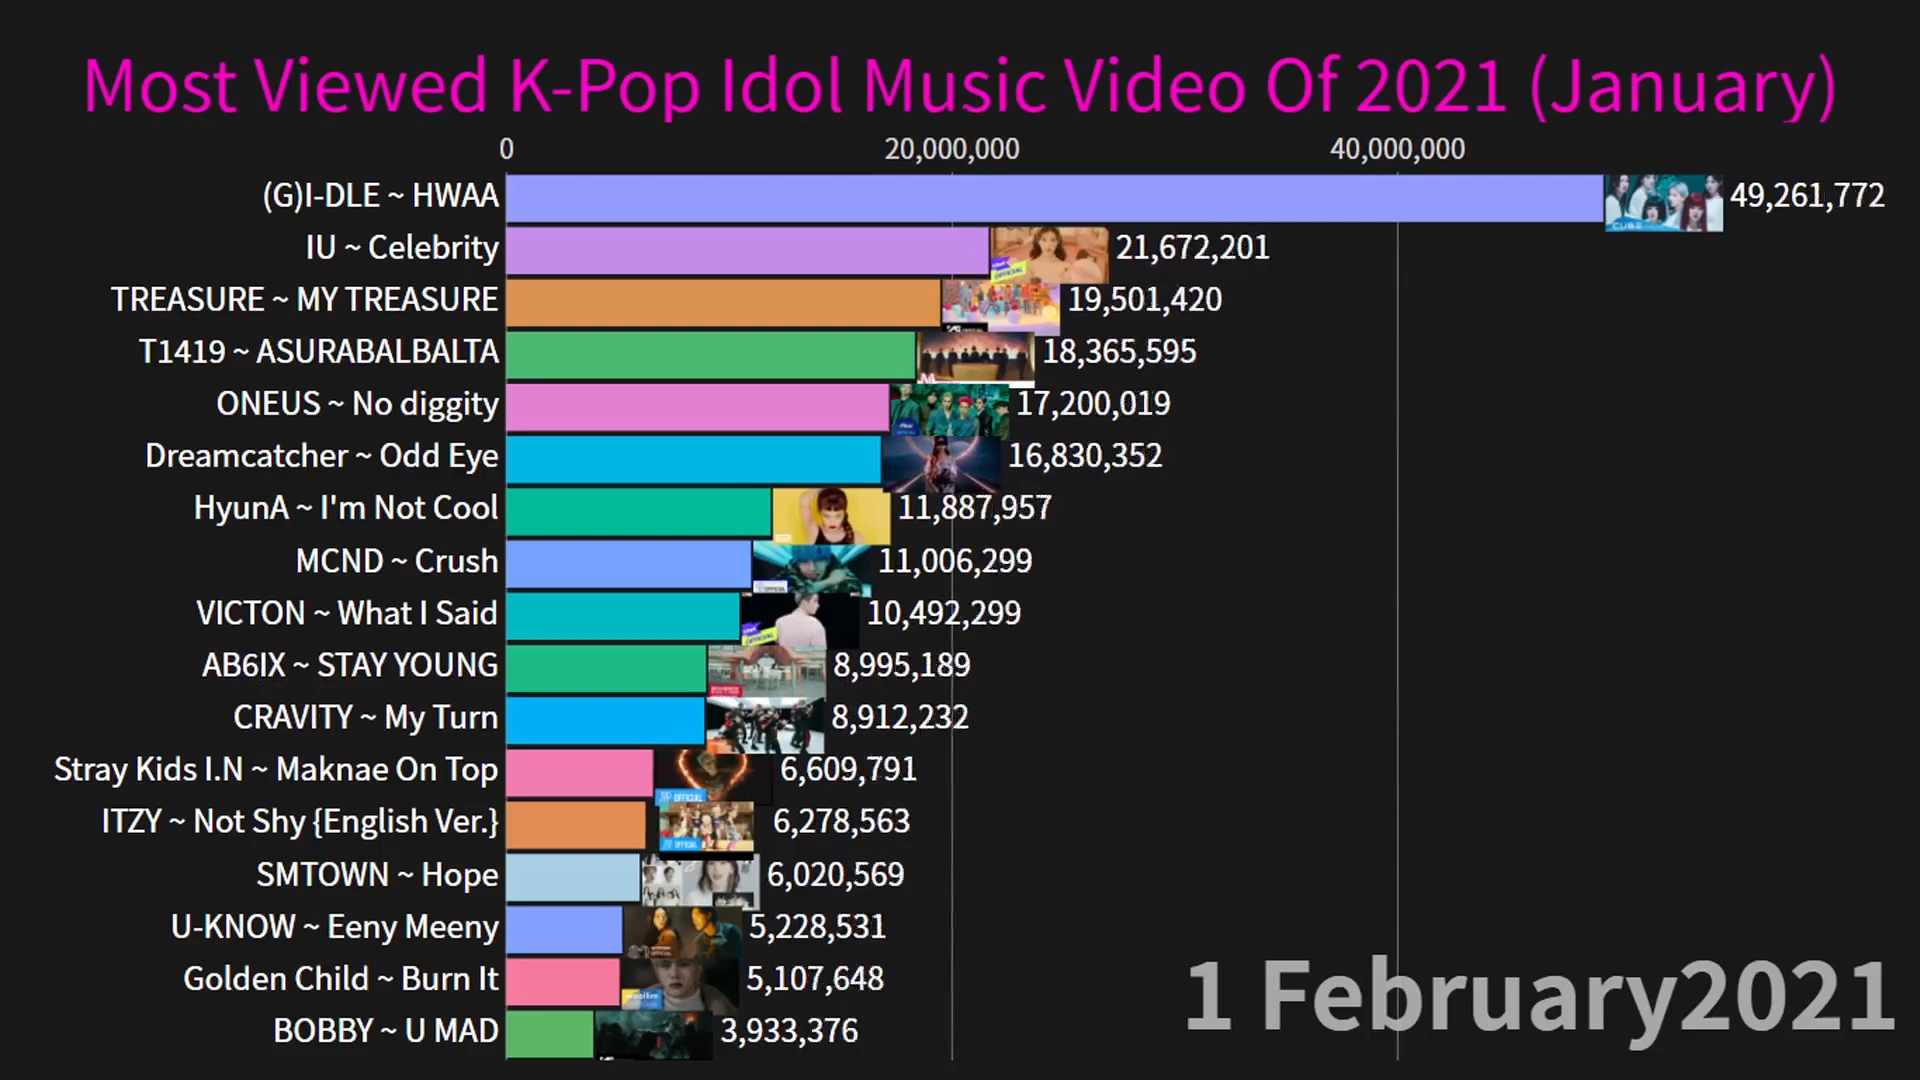 Most Viewed K-Pop Idol Music Video Of 2021 (January)
0 20,000,000 40,000,000
(G)I-DLE ~ HWAA 49,261,772
CUBE
IU ~ Celebrity 21,672,201
OFFICIAL
TREASURE ~ MY TREASURE 19,501,420
T1419 ~ ASURABALBALTA 18,365,595
ONEUS ~ No diggity 17,200,019
Dreamcatcher ~ Odd Eye 16,830,352
HyunA ~ I'm Not Cool 11,887,957
MCND ~ Crush 11,006,299
VICTON ~ What I Said 10,492,299
OFFICIAL
AB6IX ~ STAY YOUNG 8,995,189
CRAVITY ~ My Turn 8,912,232
Stray Kids I.N ~ Maknae On Top 6,609,791
OFFICIAL
ITZY ~ Not Shy {English Ver.} 6,278,563
OFFICIAL
SMTOWN ~ Hope 6,020,569
U-KNOW ~ Eeny Meeny 5,228,531
Golden Child ~ Burn It 5,107,648
woollim
BOBBY ~ U MAD 3,933,376
1 February2021